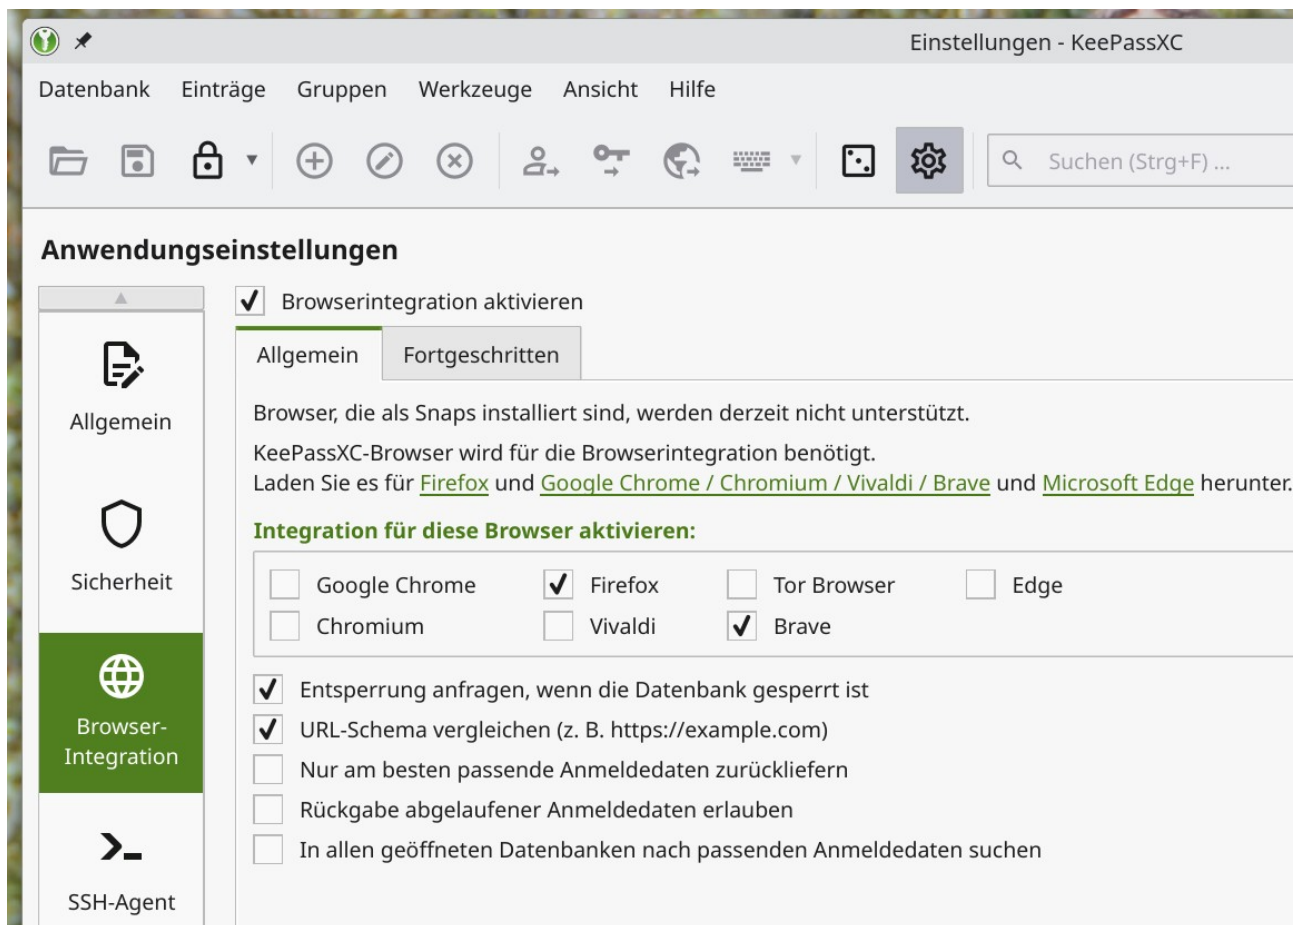 Einstellungen - KeePassXC
Datenbank Einträge Gruppen Werkzeuge Ansicht Hilfe
Suchen (Strg+F) ...
Anwendungseinstellungen
Browserintegration aktivieren
Allgemein Fortgeschritten
Allgemein
Sicherheit
Browser-
Integration
SSH-Agent
Browser, die als Snaps installiert sind, werden derzeit nicht unterstützt.
KeePassXC-Browser wird für die Browserintegration benötigt.
Laden Sie es für Firefox und Google Chrome / Chromium / Vivaldi / Brave und Microsoft Edge herunter.
Integration für diese Browser aktivieren:
Google Chrome Firefox Tor Browser Edge
Chromium Vivaldi Brave
Entsperrung anfragen, wenn die Datenbank gesperrt ist
URL-Schema vergleichen (z. B. https://example.com)
Nur am besten passende Anmeldedaten zurückliefern
Rückgabe abgelaufener Anmeldedaten erlauben
In allen geöffneten Datenbanken nach passenden Anmeldedaten suchen